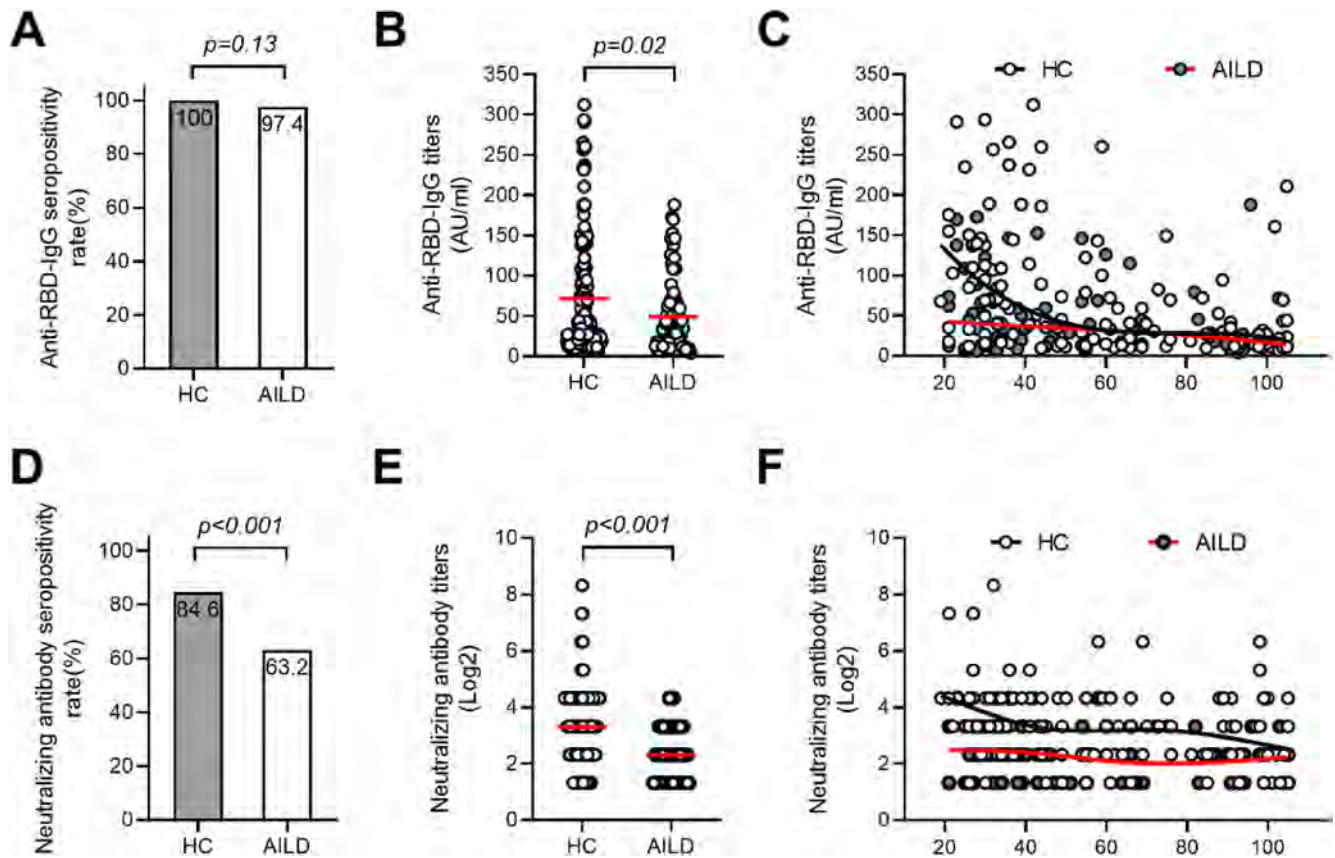 A
p=0.13
Anti-RBD-IgG seropositivity
rate(%)
100
80
60
40
20
0
100
97.4
HC
AILD
B
p=0.02
Anti-RBD-IgG titers
(AU/ml)
350
300
250
200
150
100
50
0
HC
AILD
C
HC
AILD
Anti-RBD-IgG titers
(AU/ml)
350
300
250
200
150
100
50
0
20
40
60
80
100
D
p<0.001
Neutralizing antibody seropositivity
rate(%)
100
80
60
40
20
0
84.6
63.2
HC
AILD
E
p<0.001
Neutralizing antibody titers
(Log2)
10
8
6
4
2
0
HC
AILD
F
HC
AILD
Neutralizing antibody titers
(Log2)
10
8
6
4
2
0
20
40
60
80
100